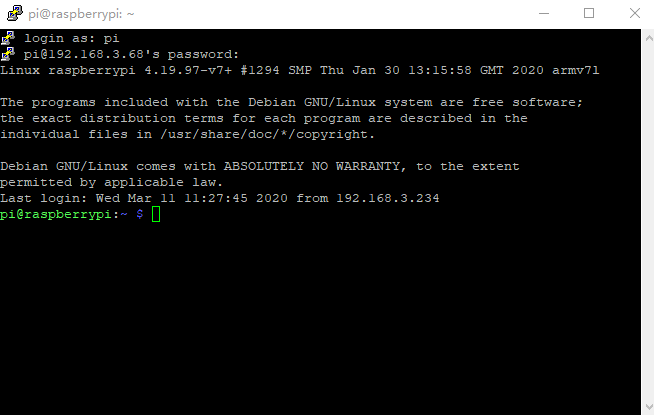 pi@raspberrypi: ~
login as: pi
pi@192.168.3.68's password:
Linux raspberrypi 4.19.97-v7+ #1294 SMP Thu Jan 30 13:15:58 GMT 2020 armv7l
The programs included with the Debian GNU/Linux system are free software;
the exact distribution terms for each program are described in the
individual files in /usr/share/doc/*/copyright.
Debian GNU/Linux comes with ABSOLUTELY NO WARRANTY, to the extent
permitted by applicable law.
Last login: Wed Mar 11 11:27:45 2020 from 192.168.3.234
pi@raspberrypi:~ $